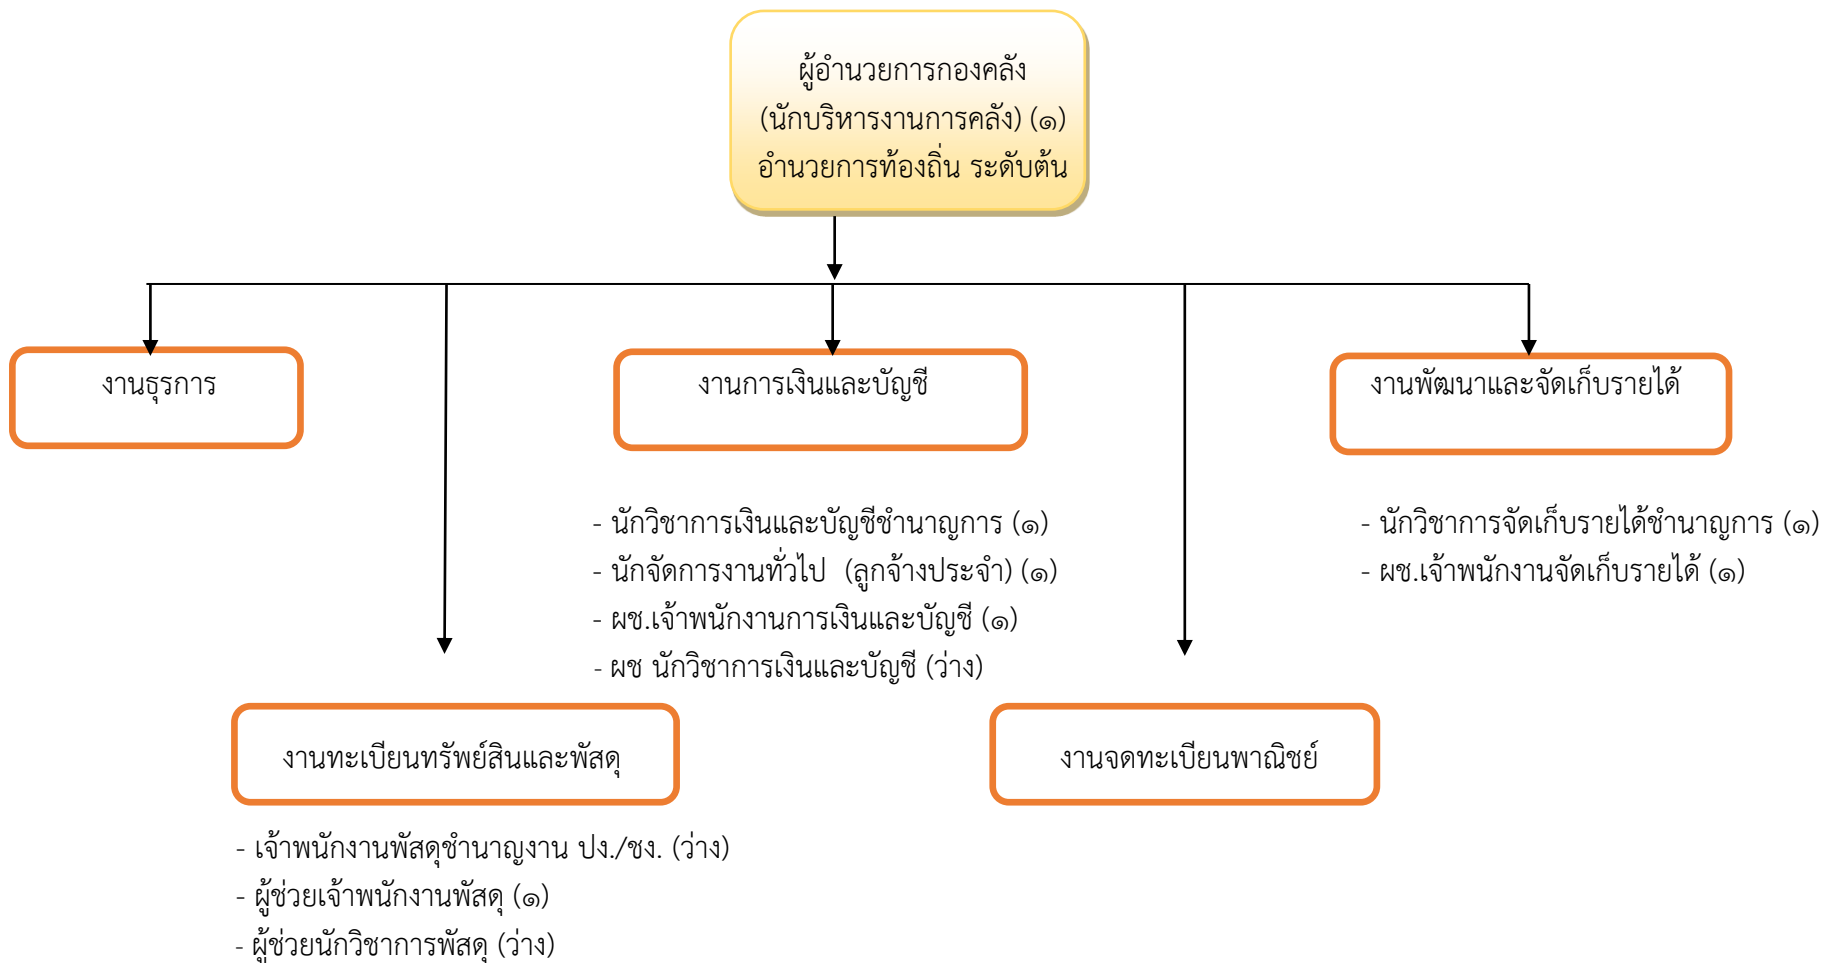 ผู้อำนวยการกองคลัง
(นักบริหารงานการคลัง) (๑)
อำนวยการท้องถิ่น ระดับต้น
งานธุรการ
งานการเงินและบัญชี
งานพัฒนาและจัดเก็บรายได้
- นักวิชาการเงินและบัญชีชำนาญการ (๑)
- นักจัดการงานทั่วไป (ลูกจ้างประจำ) (๑)
- ผช.เจ้าพนักงานการเงินและบัญชี (๑)
- ผช นักวิชาการเงินและบัญชี (ว่าง)
- นักวิชาการจัดเก็บรายได้ชำนาญการ (๑)
- ผช.เจ้าพนักงานจัดเก็บรายได้ (๑)
งานทะเบียนทรัพย์สินและพัสดุ
งานจดทะเบียนพาณิชย์
- เจ้าพนักงานพัสดุชำนาญงาน ปง./ชง. (ว่าง)
- ผู้ช่วยเจ้าพนักงานพัสดุ (๑)
- ผู้ช่วยนักวิชาการพัสดุ (ว่าง)